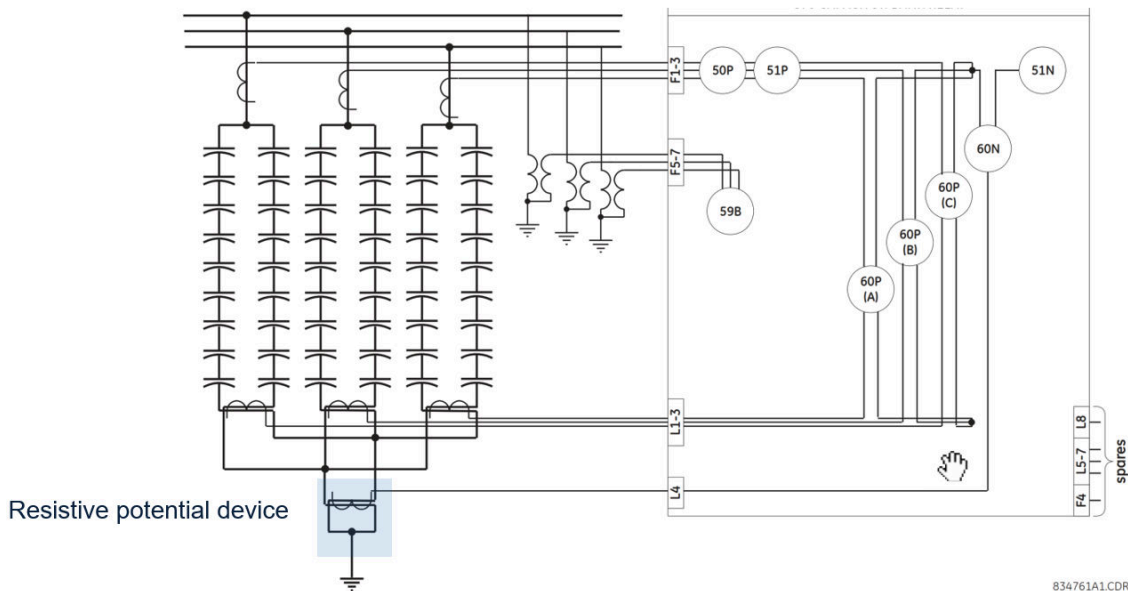 F1-3
50P
51P
51N
60N
F5-7
59B
60P
(C)
60P
(B)
60P
(A)
L1-3
L8
L5-7
F4
spares
L4
Resistive potential device
834761A1.CDR